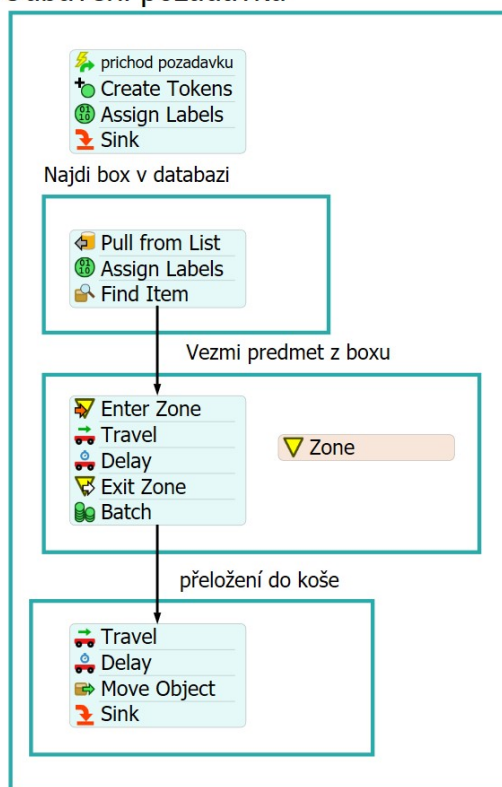 prichod pozadavku
Create Tokens
Assign Labels
Sink
Najdi box v databazi
Pull from List
Assign Labels
Find Item
Vezmi predmet z boxu
Enter Zone
Travel
Delay
Exit Zone
Batch
Zone
přeložení do koše
Travel
Delay
Move Object
Sink